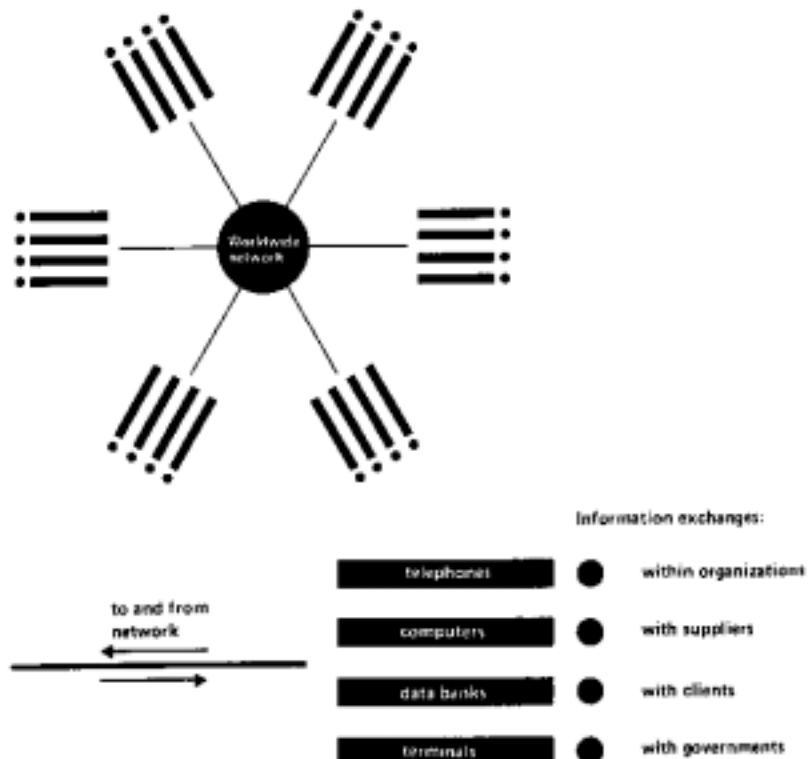 Worldwide
network
Information exchanges:
telephones
within organizations
to and from
network
computers
with suppliers
data banks
with clients
terminals
with governments